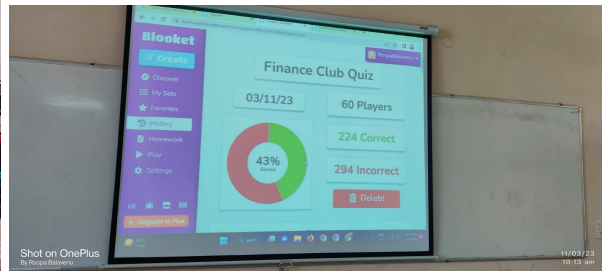 Blooket
Create
Discover
My Sets
Favorites
History
Homework
Play
Settings
Upgrade to Plus
RoopaBalavenu
Finance Club Quiz
03/11/23
60 Players
43%
Correct
224 Correct
294 Incorrect
Delete
Shot on OnePlus
By Roopa Balavenu
11/03/23
10:13 am